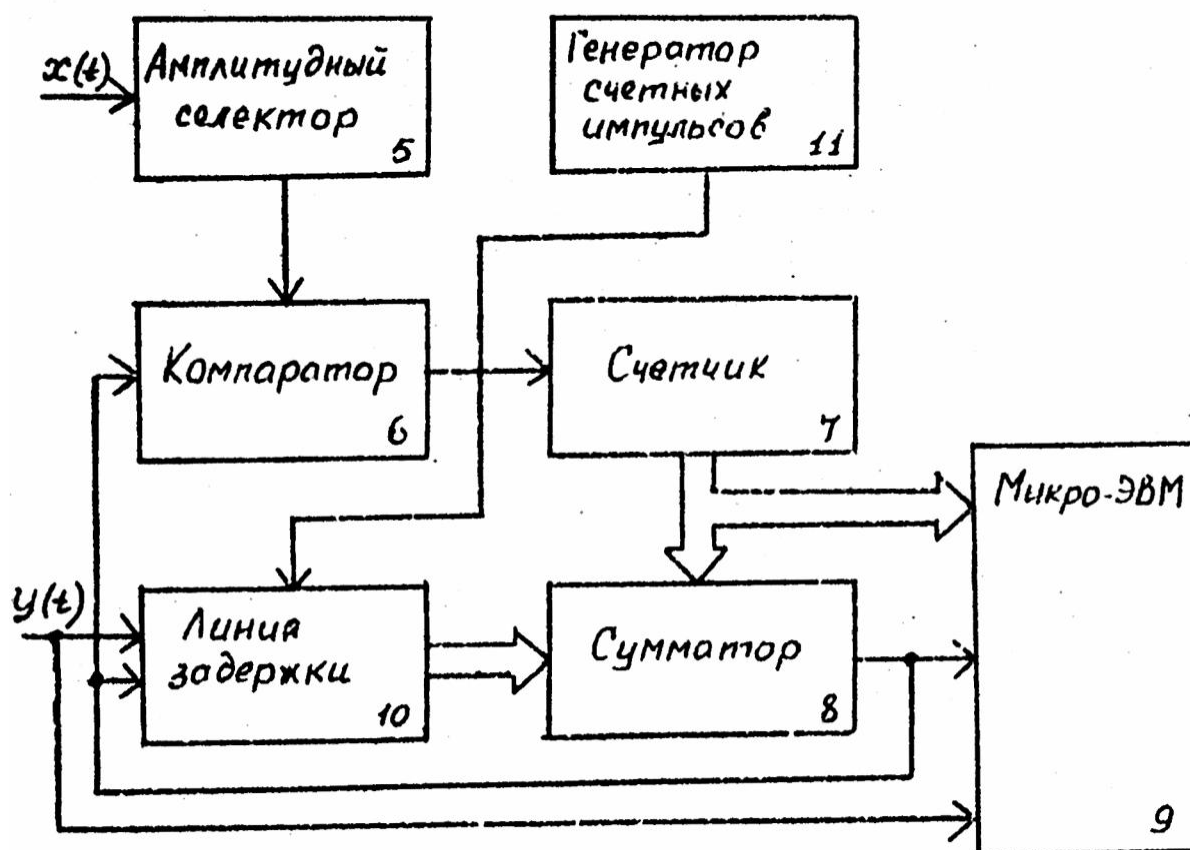 x(t)
Амплитудный
селектор
5
Генератор
счетных
импульсов
11
Компаратор
6
Счетчик
7
Микро-ЭВМ
9
y(t)
Линия
задержки
10
Сумматор
8